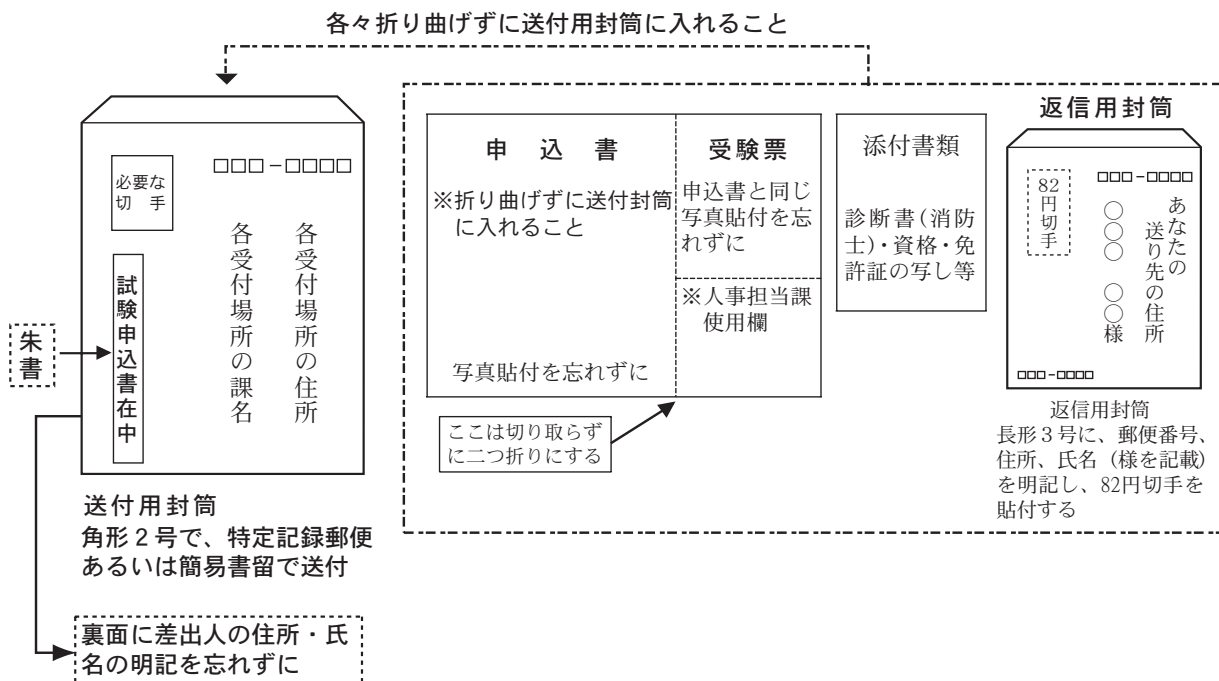 各々折り曲げずに送付用封筒に入れること
必要な
切　手
□□□-□□□□
各受付場所の住所
各受付場所の課名
試験申込書在中
朱書
送付用封筒
角形２号で、特定記録郵便
あるいは簡易書留で送付
裏面に差出人の住所・氏
名の明記を忘れずに
申　込　書
※折り曲げずに送付封筒
に入れること
写真貼付を忘れずに
受験票
申込書と同じ
写真貼付を忘
れずに
※人事担当課
使用欄
ここは切り取らず
に二つ折りにする
添付書類
診断書(消防
士)・資格・免
許証の写し等
返信用封筒
82円切手
□□□-□□□□
あなたの
送り先の住所
○○○　○○様
□□□-□□□□
返信用封筒
長形３号に、郵便番号、
住所、氏名（様を記載）
を明記し、82円切手を
貼付する